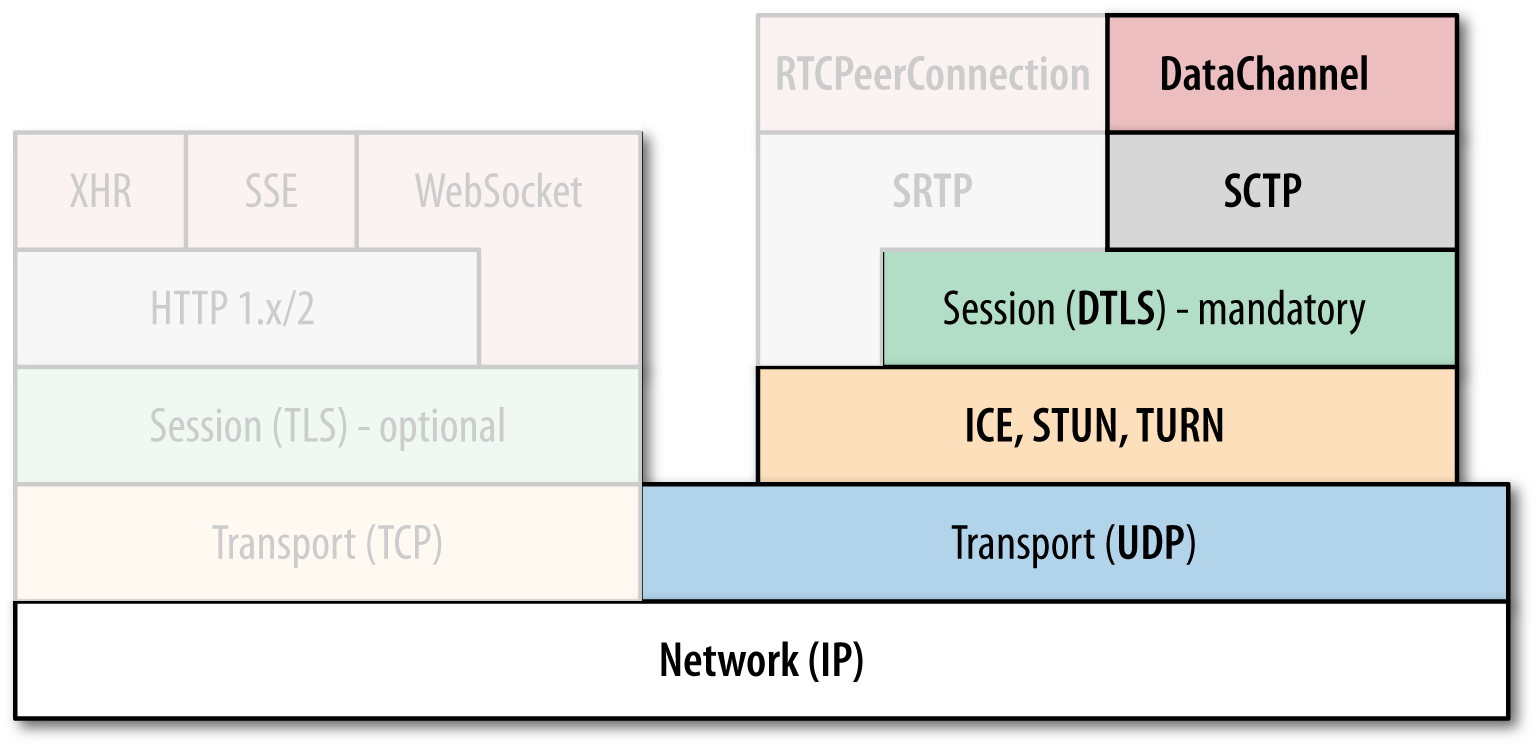 RTCPeerConnection DataChannel
XHR SSE WebSocket SRTP SCTP
HTTP 1.x/2 Session (DTLS) - mandatory
Session (TLS) - optional ICE, STUN, TURN
Transport (TCP) Transport (UDP)
Network (IP)